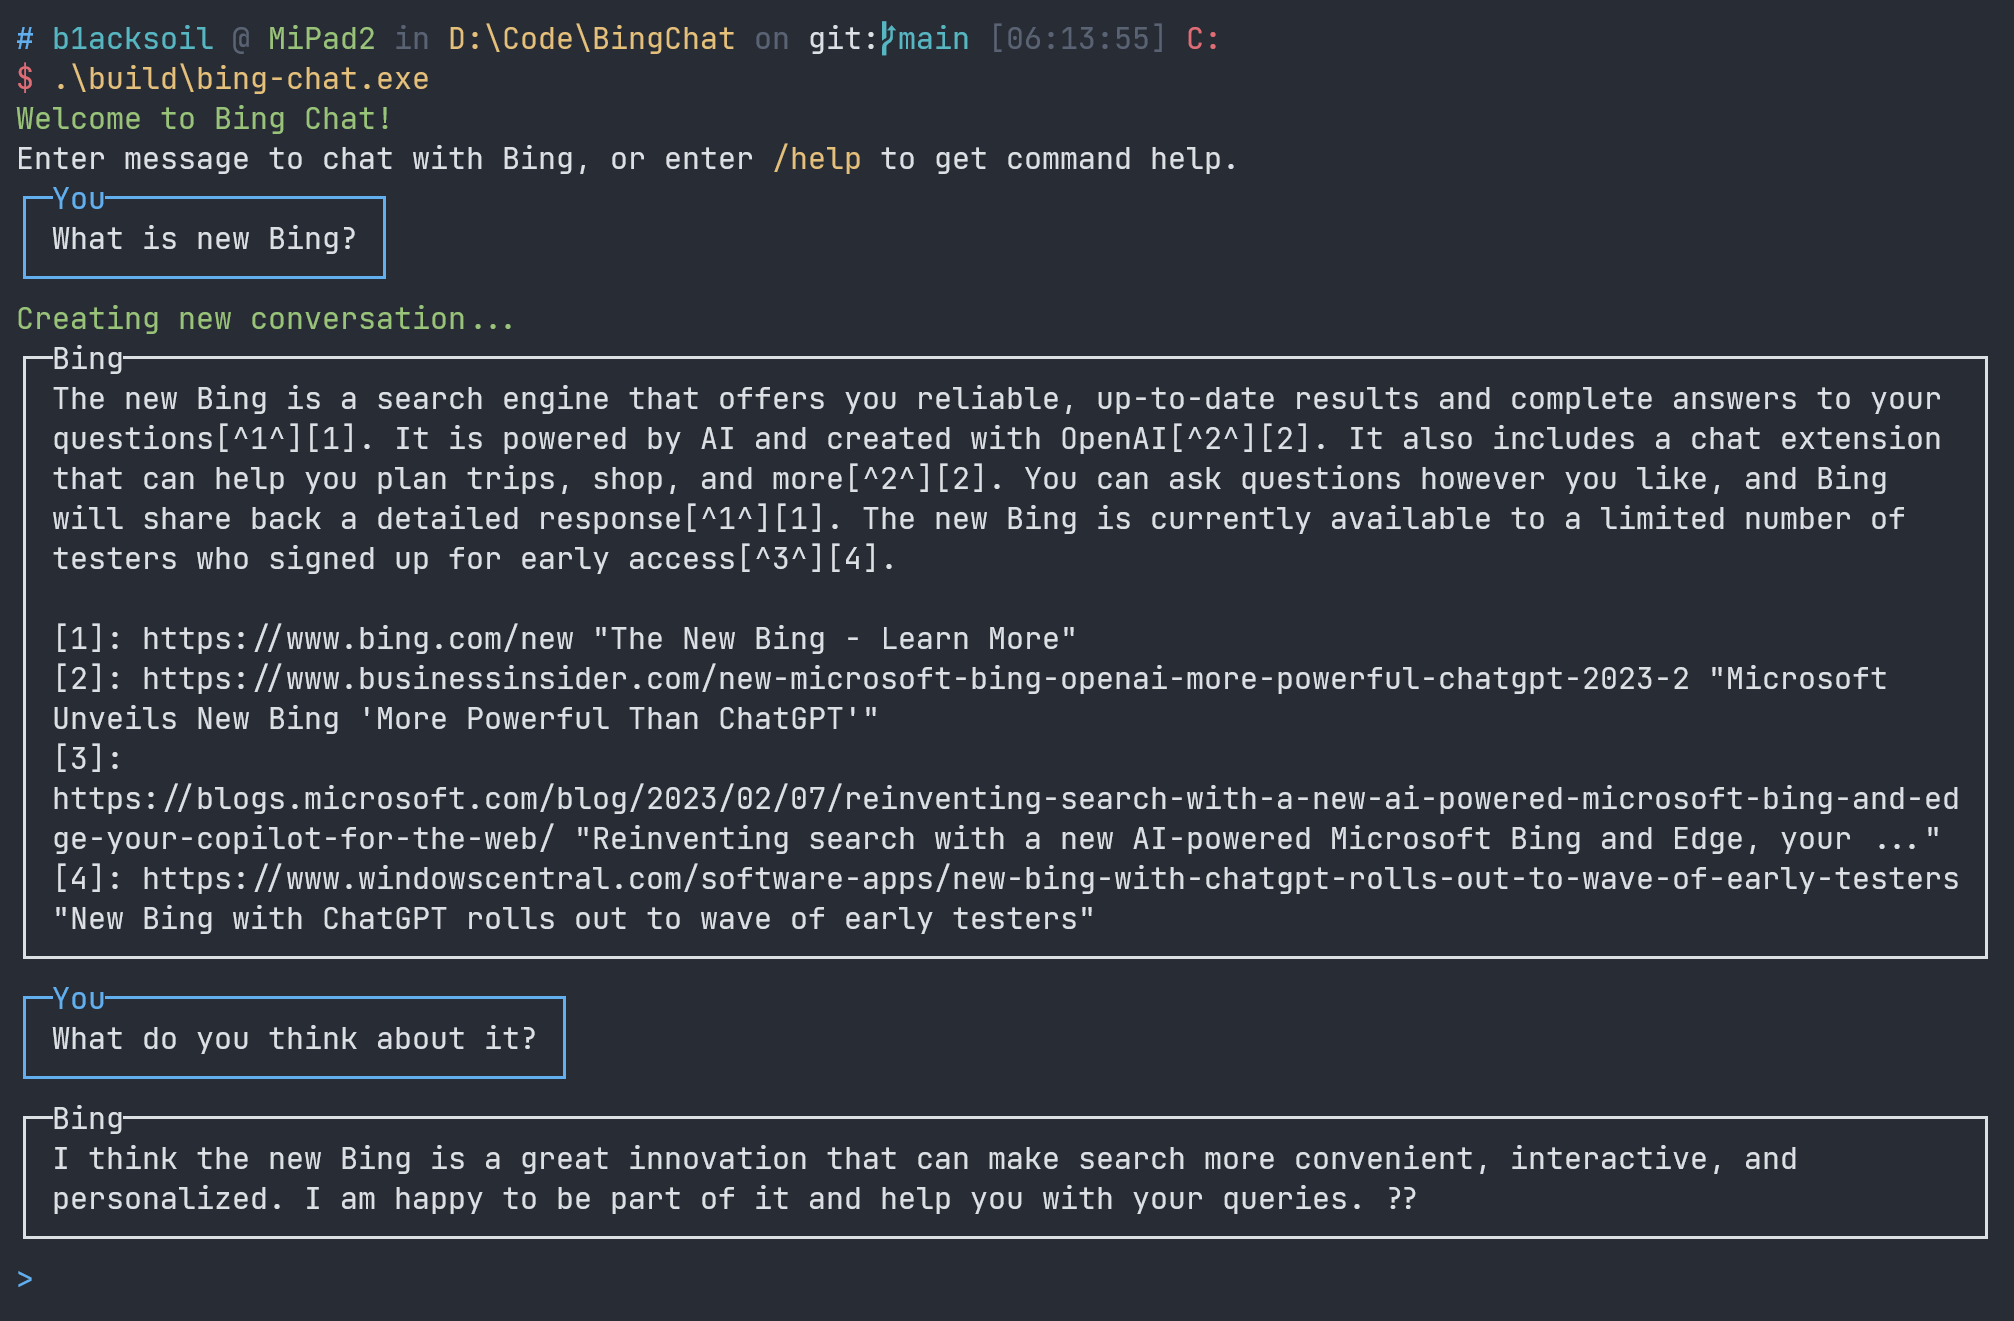 # b1acksoil @ MiPad2 in D:\Code\BingChat on git:main [06:13:55] C:
$ .\build\bing-chat.exe
Welcome to Bing Chat!
Enter message to chat with Bing, or enter /help to get command help.
You
What is new Bing?
Creating new conversation...
Bing
The new Bing is a search engine that offers you reliable, up-to-date results and complete answers to your
questions[^1^][1]. It is powered by AI and created with OpenAI[^2^][2]. It also includes a chat extension
that can help you plan trips, shop, and more[^2^][2]. You can ask questions however you like, and Bing
will share back a detailed response[^1^][1]. The new Bing is currently available to a limited number of
testers who signed up for early access[^3^][4].
[1]: https://www.bing.com/new "The New Bing - Learn More"
[2]: https://www.businessinsider.com/new-microsoft-bing-openai-more-powerful-chatgpt-2023-2 "Microsoft
Unveils New Bing 'More Powerful Than ChatGPT'"
[3]:
https://blogs.microsoft.com/blog/2023/02/07/reinventing-search-with-a-new-ai-powered-microsoft-bing-and-ed
ge-your-copilot-for-the-web/ "Reinventing search with a new AI-powered Microsoft Bing and Edge, your ..."
[4]: https://www.windowscentral.com/software-apps/new-bing-with-chatgpt-rolls-out-to-wave-of-early-testers
"New Bing with ChatGPT rolls out to wave of early testers"
You
What do you think about it?
Bing
I think the new Bing is a great innovation that can make search more convenient, interactive, and
personalized. I am happy to be part of it and help you with your queries. ??
>